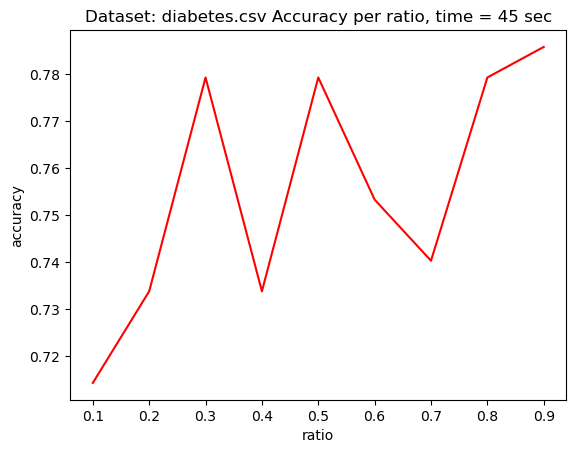 Dataset: diabetes.csv Accuracy per ratio, time = 45 sec
accuracy
0.78
0.77
0.76
0.75
0.74
0.73
0.72
0.1 0.2 0.3 0.4 0.5 0.6 0.7 0.8 0.9
ratio